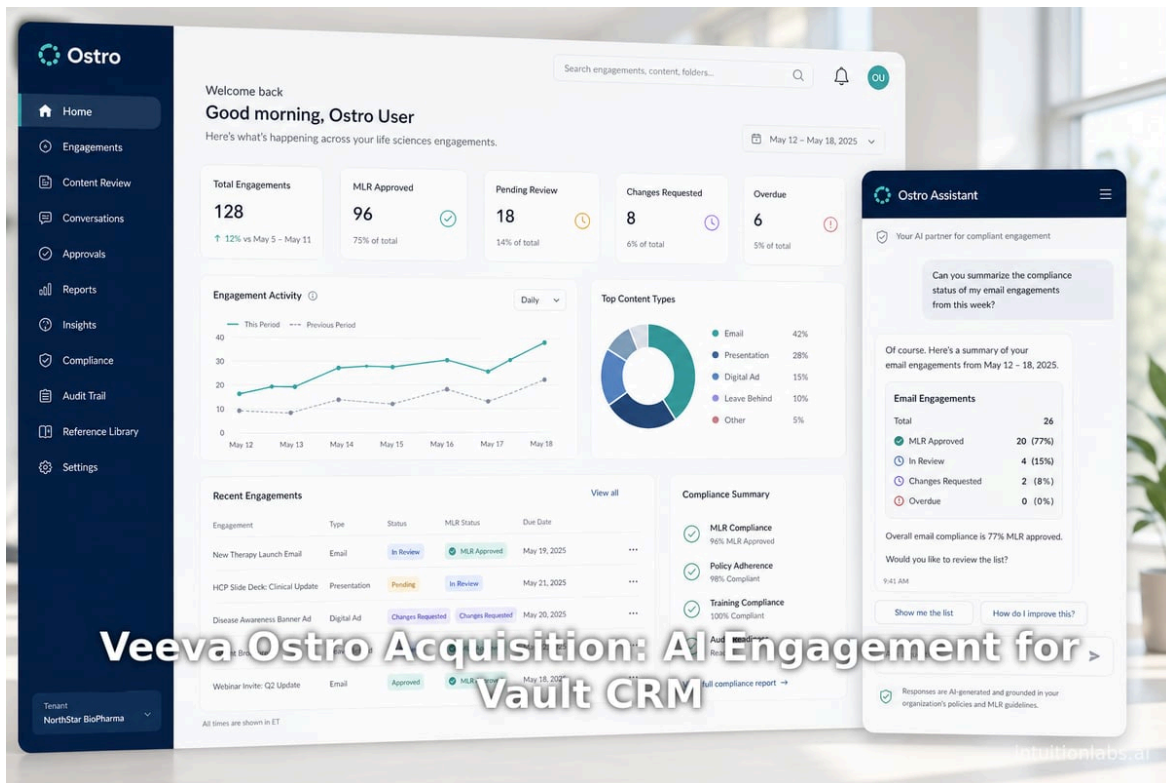 Ostro
Home
Engagements
Content Review
Conversations
Approvals
Reports
Insights
Compliance
Audit Trail
Reference Library
Settings
Tenant
NorthStar BioPharma
Search engagements, content, folders...
OU
Welcome back
Good morning, Ostro User
Here's what's happening across your life sciences engagements.
May 12 – May 18, 2025
Total Engagements
128
↑ 12% vs May 5 – May 11
MLR Approved
96
75% of total
Pending Review
18
14% of total
Changes Requested
8
6% of total
Overdue
6
5% of total
Engagement Activity
Daily
This Period
Previous Period
40
30
20
10
0
May 12 May 13 May 14 May 15 May 16 May 17 May 18
Top Content Types
Email 42%
Presentation 28%
Digital Ad 15%
Leave Behind 10%
Other 5%
Recent Engagements
View all
Engagement Type Status MLR Status Due Date
New Therapy Launch Email Email In Review MLR Approved May 19, 2025 ...
HCP Slide Deck: Clinical Update Presentation Pending In Review May 21, 2025 ...
Disease Awareness Banner Ad Digital Ad Changes Requested Changes Requested May 20, 2025 ...
Webinar Invite: Q2 Update Email Approved MLR May 18,
All times are shown in ET
Compliance Summary
MLR Compliance
96% MLR Approved
Policy Adherence
98% Compliant
Training Compliance
100% Compliant
Readiness
full compliance report →
Ostro Assistant
Your AI partner for compliant engagement
Can you summarize the compliance
status of my email engagements
from this week?
Of course. Here's a summary of your
email engagements from May 12 – 18, 2025.
Email Engagements
Total 26
MLR Approved 20 (77%)
In Review 4 (15%)
Changes Requested 2 (8%)
Overdue 0 (0%)
Overall email compliance is 77% MLR approved.
Would you like to review the list?
9:41 AM
Show me the list
How do I improve this?
Responses are AI-generated and grounded in your
organization's policies and MLR guidelines.
Veeva Ostro Acquisition: AI Engagement for
Vault CRM
intuitionlabs.ai